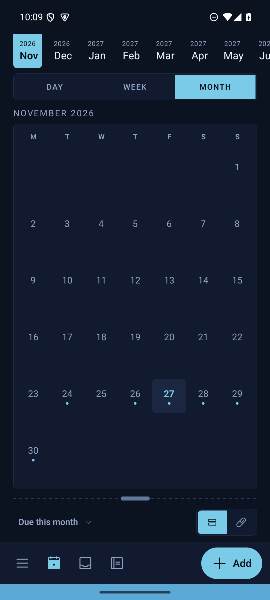 10:09
2026 2026 2027 2027 2027 2027 2027 202
Nov Dec Jan Feb Mar Apr May Ju
DAY WEEK MONTH
NOVEMBER 2026
M T W T F S S
1
2 3 4 5 6 7 8
9 10 11 12 13 14 15
16 17 18 19 20 21 22
23 24 25 26 27 28 29
30
Due this month
Add